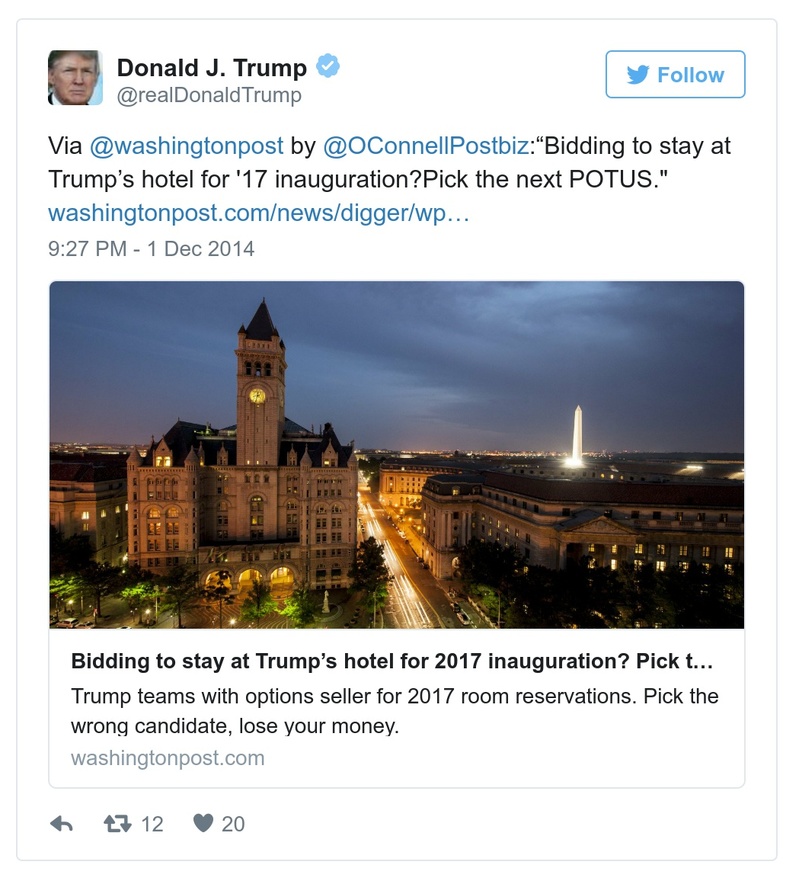 Donald J. Trump
@realDonaldTrump
Follow
Via @washingtonpost by @OConnellPostbiz:“Bidding to stay at
Trump’s hotel for '17 inauguration?Pick the next POTUS."
washingtonpost.com/news/digger/wp…
9:27 PM - 1 Dec 2014
Bidding to stay at Trump’s hotel for 2017 inauguration? Pick t…
Trump teams with options seller for 2017 room reservations. Pick the
wrong candidate, lose your money.
washingtonpost.com
12
20